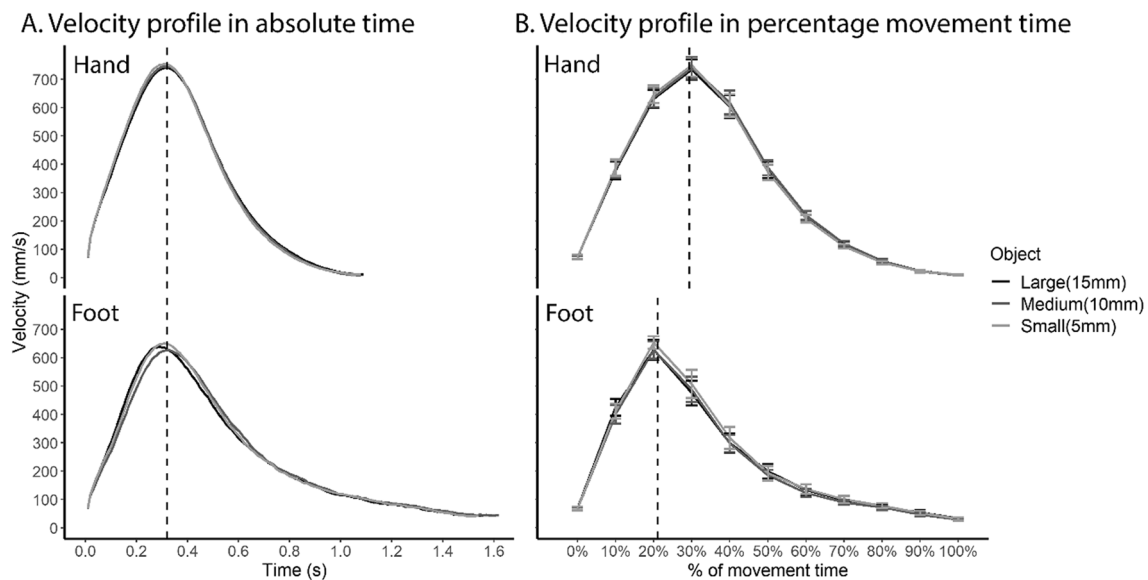 A. Velocity profile in absolute time
B. Velocity profile in percentage movement time
Hand
700
600
500
400
300
200
100
0
Hand
Velocity (mm/s)
Foot
700
600
500
400
300
200
100
0
Foot
Object
Large(15mm)
Medium(10mm)
Small(5mm)
0.0 0.2 0.4 0.6 0.8 1.0 1.2 1.4 1.6
Time (s)
0% 10% 20% 30% 40% 50% 60% 70% 80% 90% 100%
% of movement time